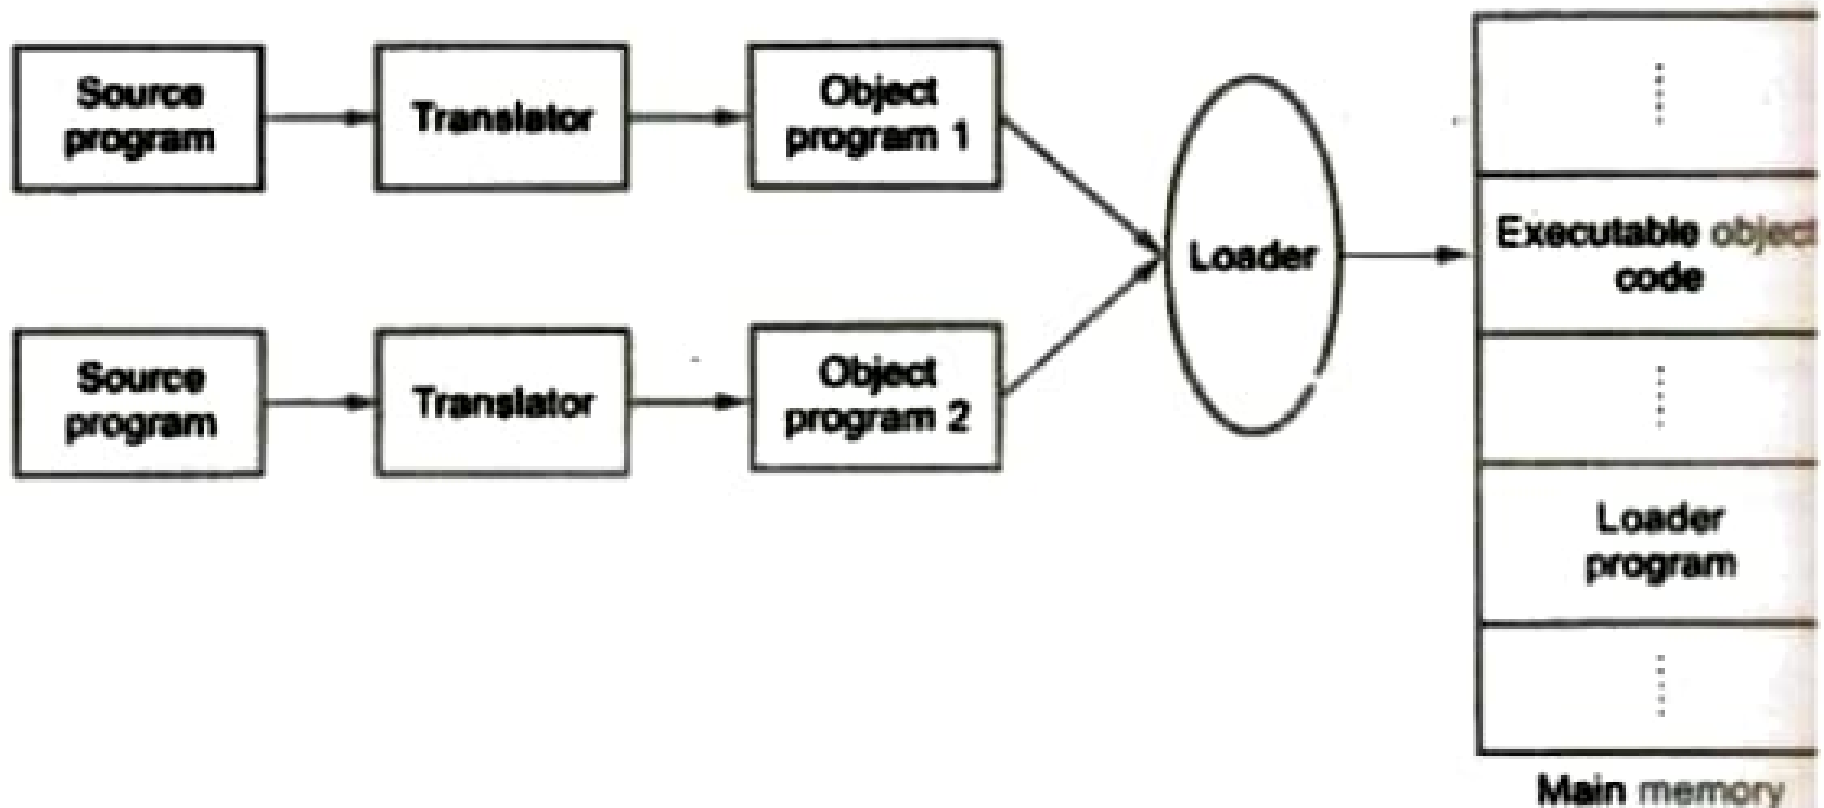 Source
program
Translator
Object
program 1
Source
program
Translator
Object
program 2
Loader
Executable object
code
Loader
program
Main memory